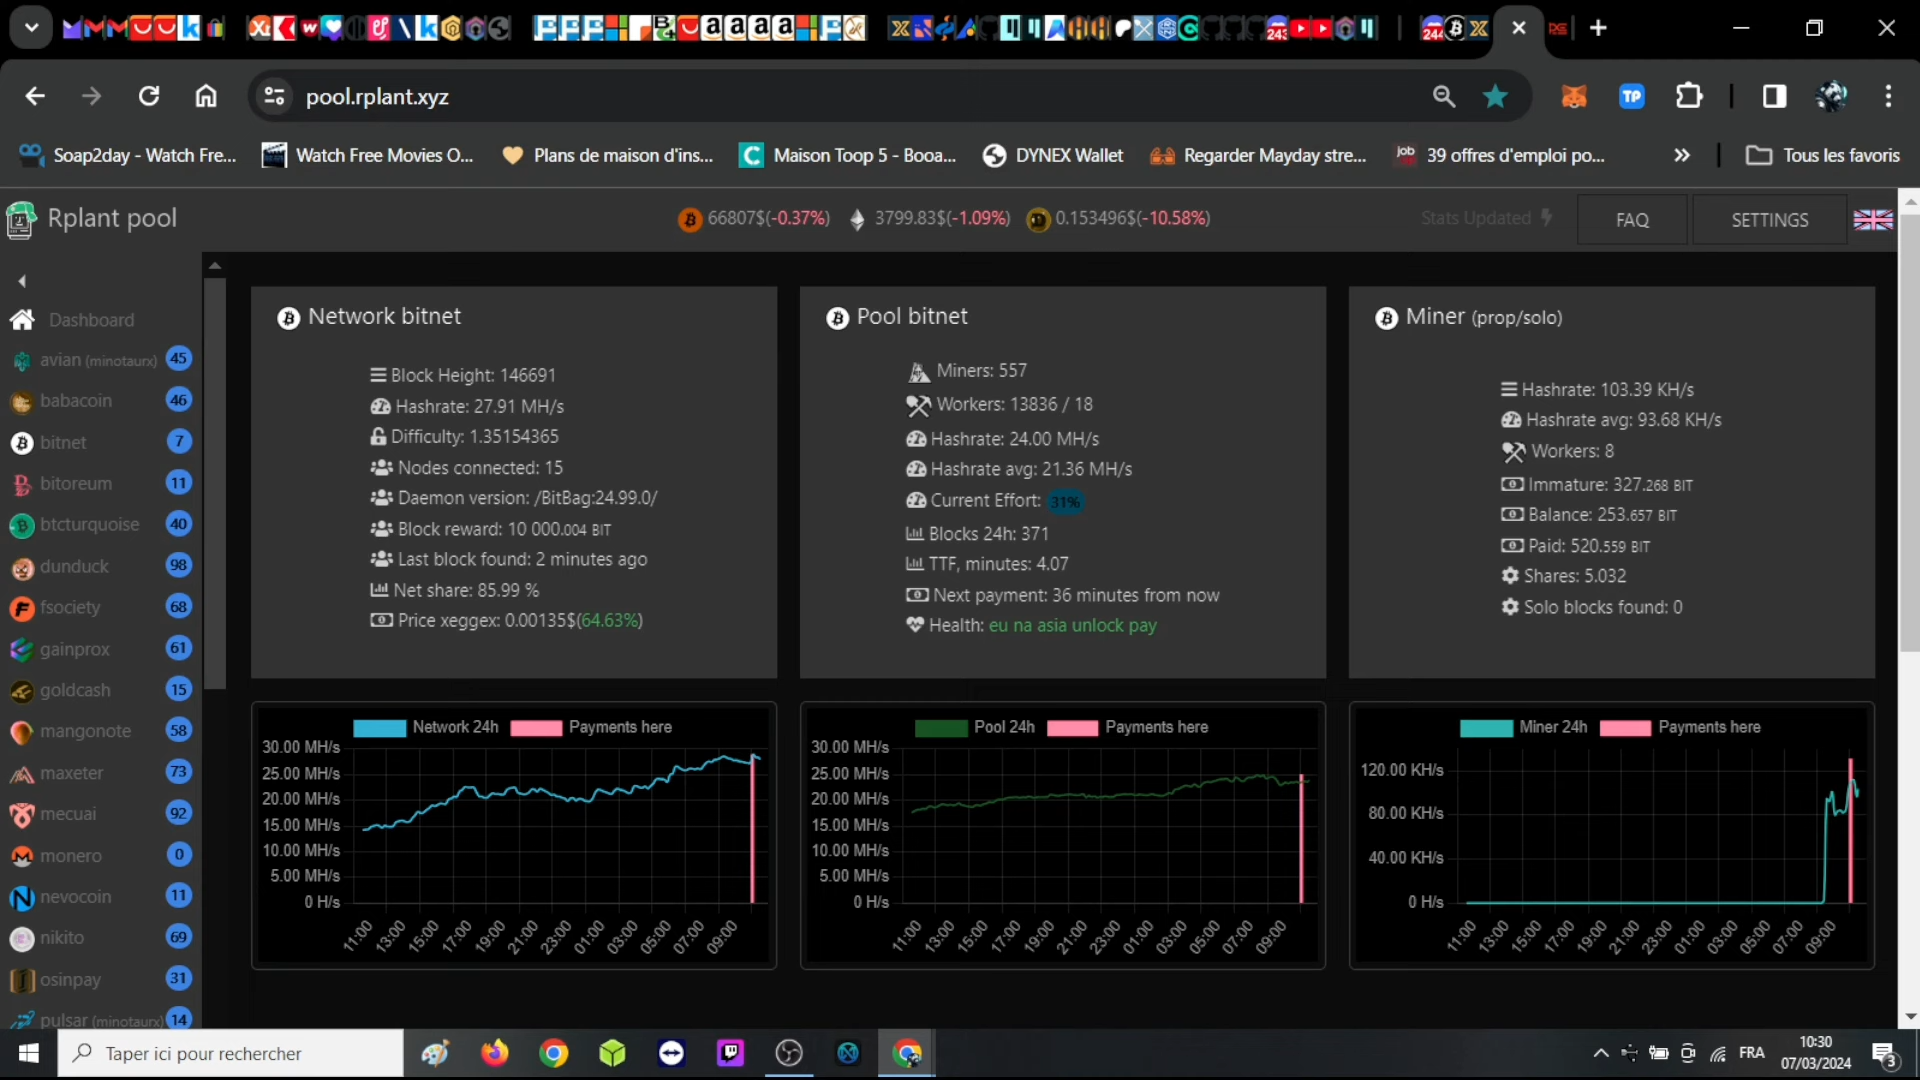 pool.rplant.xyz
Soap2day - Watch Fre...
Watch Free Movies O...
Plans de maison d'ins...
Maison Toop 5 - Booa...
DYNEX Wallet
Regarder Mayday stre...
39 offres d'emploi po...
Tous les favoris
Rplant pool
66807$(-0.37%)
3799.83$(-1.09%)
0.153496$(-10.58%)
Stats Updated
FAQ
SETTINGS
Dashboard
avian (minotaurx) 45
babacoin 46
bitnet 7
bitoreum 11
btcturquoise 40
dunduck 98
fsociety 68
gainprox 61
goldcash 15
mangonote 58
maxeter 73
mecuai 92
monero 0
nevocoin 11
nikito 69
osinpay 31
pulsar (minotaurx) 14
Network bitnet
Block Height: 146691
Hashrate: 27.91 MH/s
Difficulty: 1.35154365
Nodes connected: 15
Daemon version: /BitBag:24.99.0/
Block reward: 10 000.004 BIT
Last block found: 2 minutes ago
Net share: 85.99 %
Price xeggex: 0.00135$(64.63%)
Pool bitnet
Miners: 557
Workers: 13836 / 18
Hashrate: 24.00 MH/s
Hashrate avg: 21.36 MH/s
Current Effort: 31%
Blocks 24h: 371
TTF, minutes: 4.07
Next payment: 36 minutes from now
Health: eu na asia unlock pay
Miner (prop/solo)
Hashrate: 103.39 KH/s
Hashrate avg: 93.68 KH/s
Workers: 8
Immature: 327.268 BIT
Balance: 253.657 BIT
Paid: 520.559 BIT
Shares: 5.032
Solo blocks found: 0
Network 24h Payments here
30.00 MH/s
25.00 MH/s
20.00 MH/s
15.00 MH/s
10.00 MH/s
5.00 MH/s
0 H/s
11:00 13:00 15:00 17:00 19:00 21:00 23:00 01:00 03:00 05:00 07:00 09:00
Pool 24h Payments here
30.00 MH/s
25.00 MH/s
20.00 MH/s
15.00 MH/s
10.00 MH/s
5.00 MH/s
0 H/s
11:00 13:00 15:00 17:00 19:00 21:00 23:00 01:00 03:00 05:00 07:00 09:00
Miner 24h Payments here
120.00 KH/s
80.00 KH/s
40.00 KH/s
0 H/s
11:00 13:00 15:00 17:00 19:00 21:00 23:00 01:00 03:00 05:00 07:00 09:00
Taper ici pour rechercher
FRA
10:30
07/03/2024
3